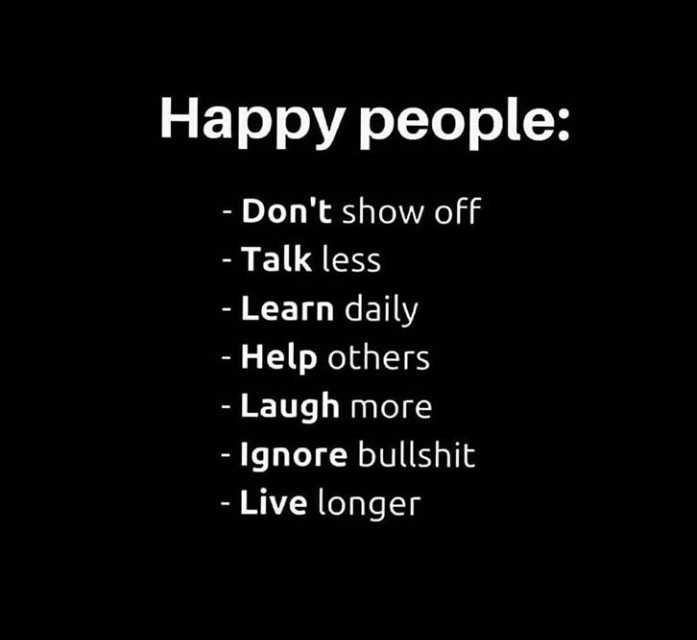 Happy people:
- Don't show off
- Talk less
- Learn daily
- Help others
- Laugh more
- Ignore bullshit
- Live longer